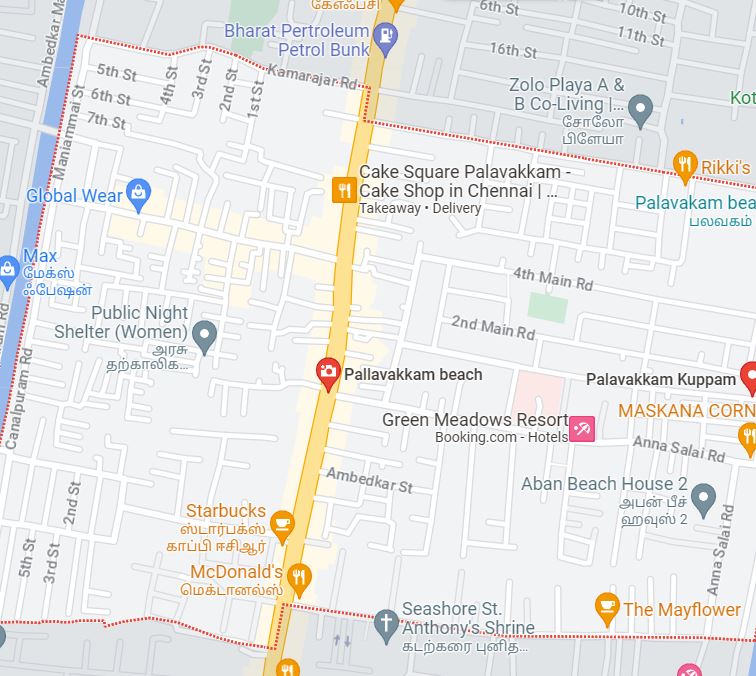 கேஎஃப்சி
Ambedkar Ma
Bharat Pertroleum
Petrol Bunk
6th St
10th St
16th St
11th St
Kamarajar Rd
5th St
6th St
7th St
4th St
3rd St
2nd St
1st St
Maniammai St
Zolo Playa A &
B Co-Living |...
சோலோ
பிளேயா
Kot
Cake Square Palavakkam -
Cake Shop in Chennai | ...
Takeaway • Delivery
Rikki's
Global Wear
Palavakam bea
பலவகம்
Max
மேக்ஸ்
ஃபேஷன்
4th Main Rd
2nd Main Rd
Public Night
Shelter (Women)
அரசு
தற்காலிக...
Canalpuram Rd
Pallavakkam beach
Palavakkam Kuppam
MASKANA CORN
Green Meadows Resort
Booking.com - Hotels
Anna Salai Rd
Ambedkar St
Aban Beach House 2
அபன் பீச்
ஹவுஸ் 2
Starbucks
ஸ்டார்பக்ஸ்
காப்பி ஈசிஆர்
2nd St
3rd St
5th St
McDonald's
மெக்டானல்ஸ்
Anna Salai Rd
The Mayflower
Seashore St.
Anthony's Shrine
கடற்கரை புனித...